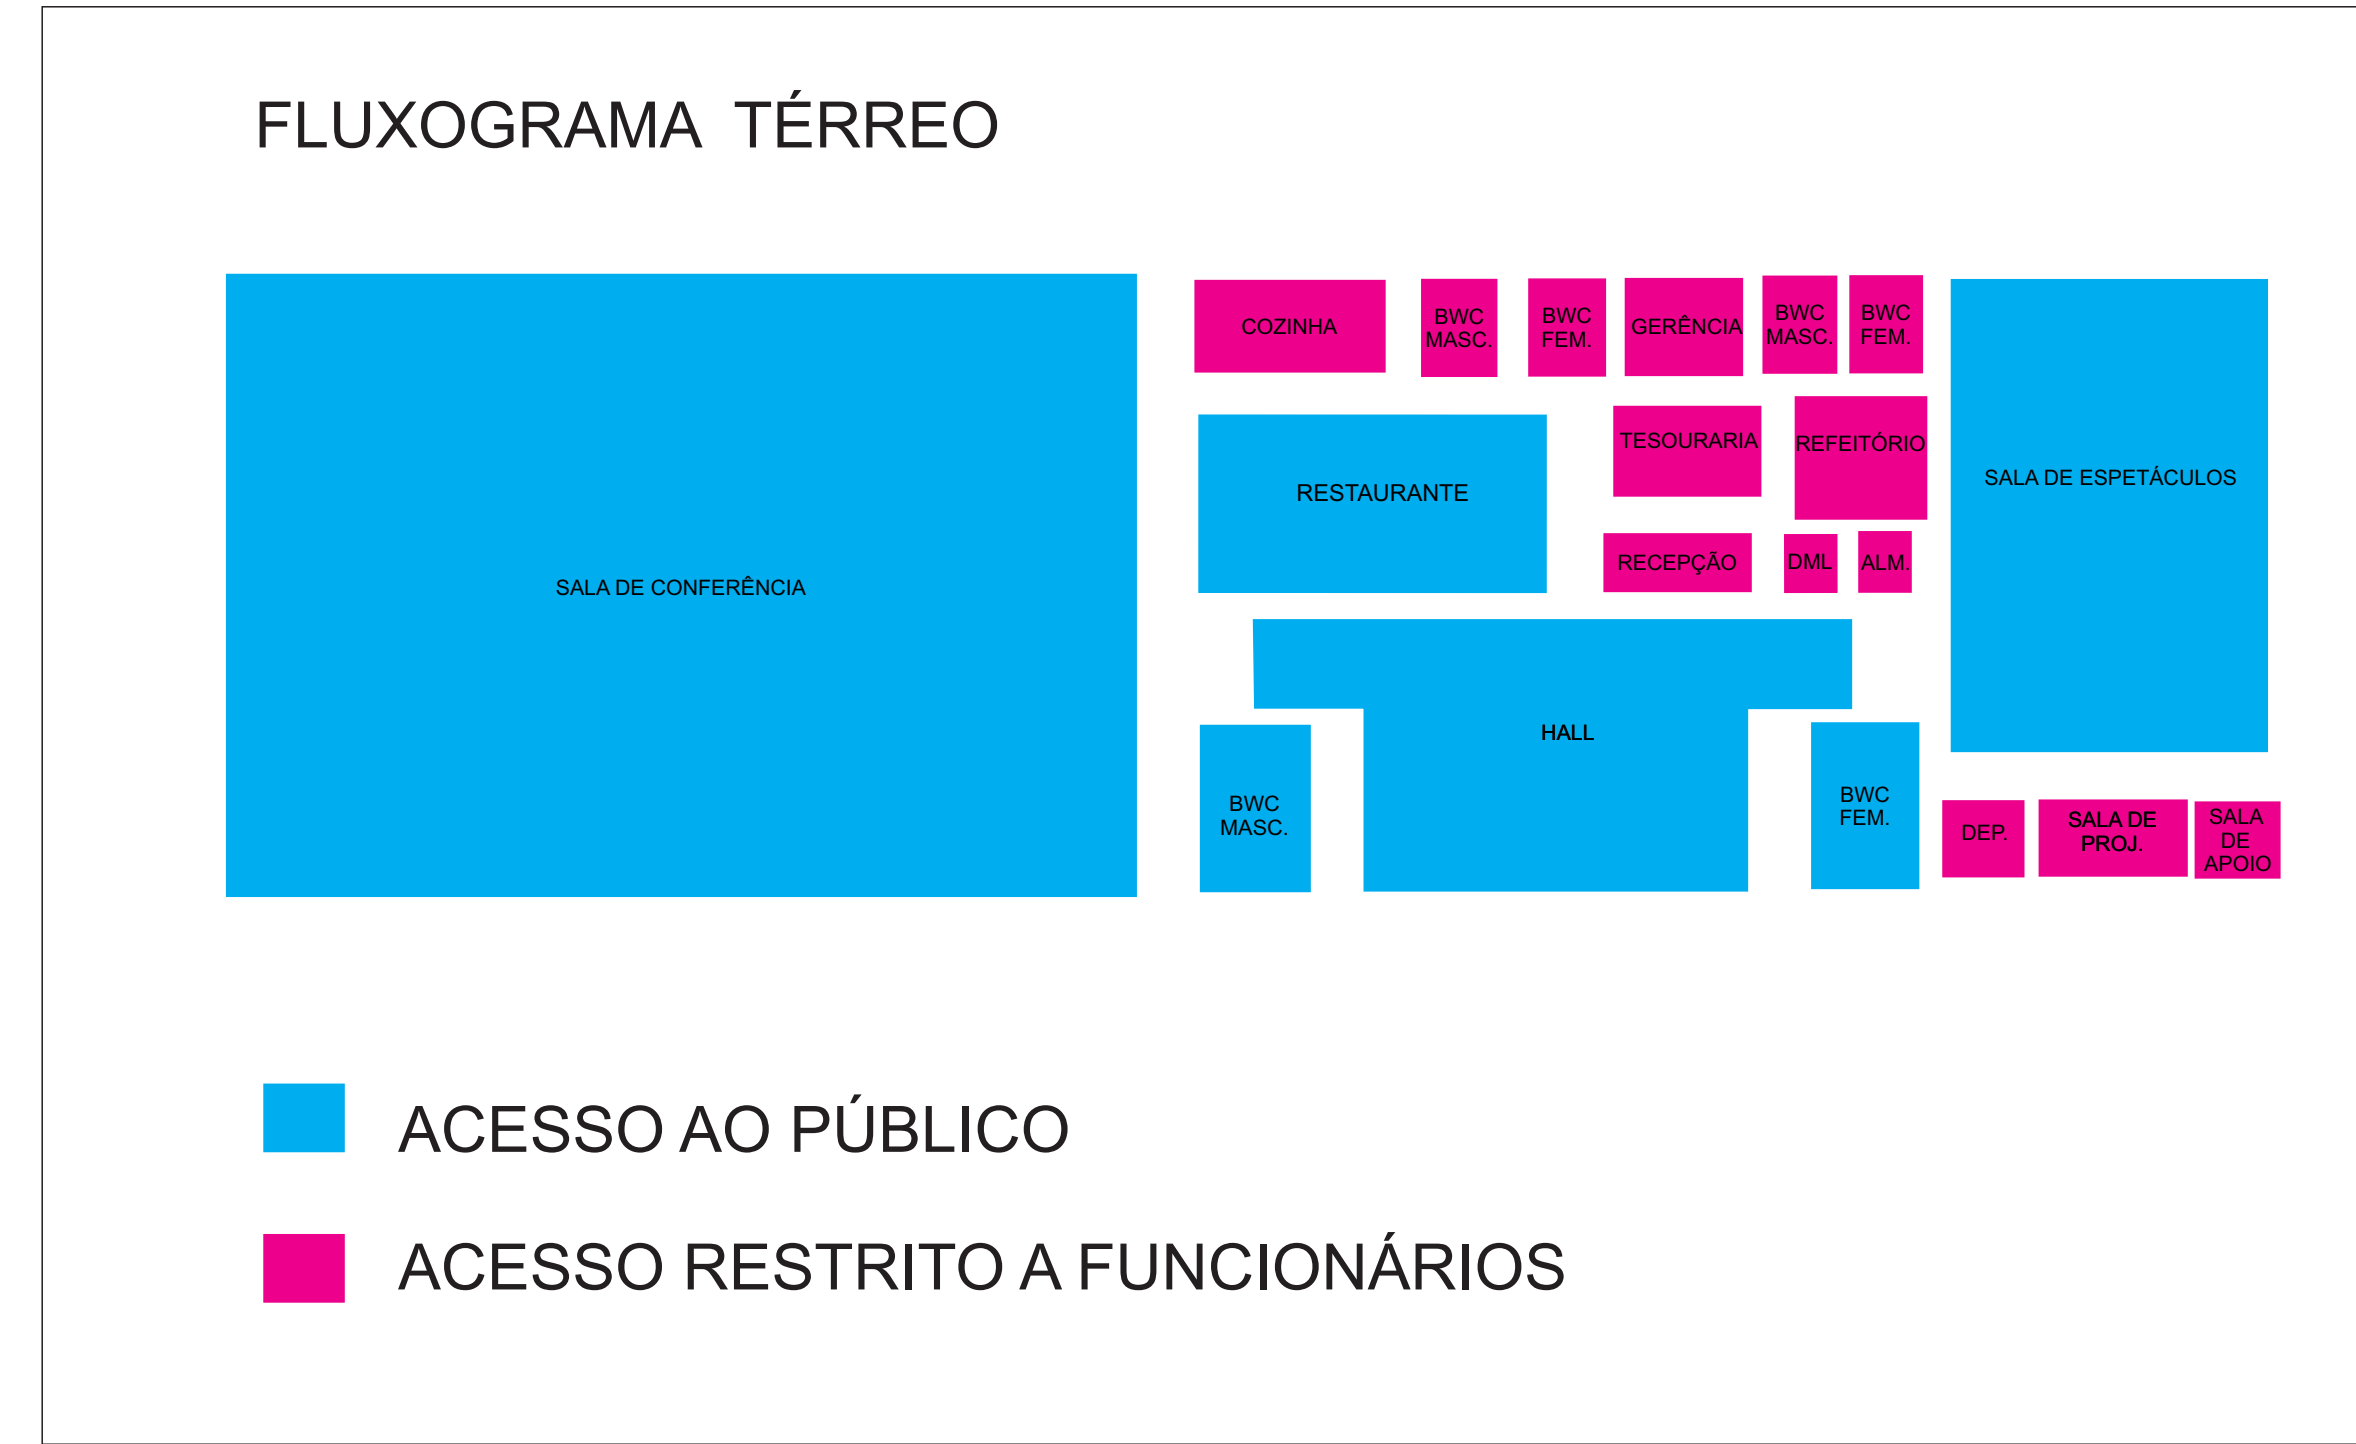 FLUXOGRAMA TÉRREO
SALA DE CONFERÊNCIA
COZINHA
BWC
MASC.
BWC
FEM.
GERÊNCIA
BWC
MASC.
BWC
FEM.
RESTAURANTE
TESOURARIA
REFEITÓRIO
SALA DE ESPETÁCULOS
RECEPÇÃO
DML
ALM.
HALL
BWC
MASC.
BWC
FEM.
DEP.
SALA DE
PROJ.
SALA
DE
APOIO
ACESSO AO PÚBLICO
ACESSO RESTRITO A FUNCIONÁRIOS